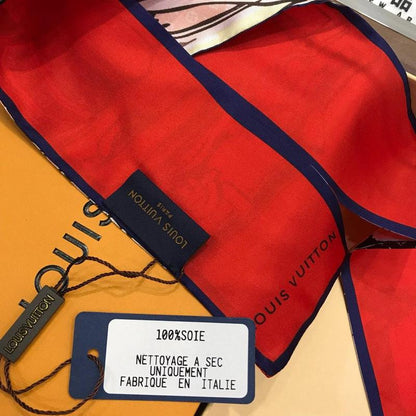 LOUIS VUITTON
PARIS
LOUIS VUITTON
LOUIS VUITTON
100%SOIE
NETTOYAGE A SEC
UNIQUEMENT
FABRIQUE EN ITALIE